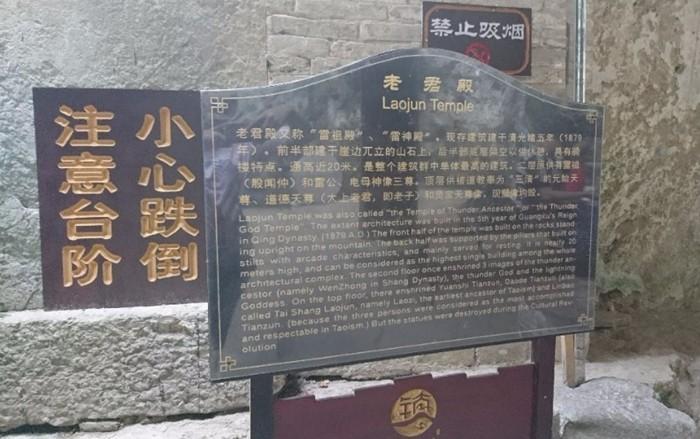 禁止吸烟
小心跌倒
注意台阶
老君殿
Laojun Temple
老君殿又称“雷祖殿”、“雷神殿”。现存建筑建于清光绪五年（1879
年）。前半部建于崖边兀立的山石上，后半部底层架空以供休憩，具有骑
楼特点。通高近20米。是整个建筑群中单体最高的建筑。二层原供有雷祖
（殷闻仲）和雷公、电母神像三尊。顶层供被道教奉为“三清”的元始天
尊、道德天尊（太上老君，即老子）和灵宝天尊像，现塑像均毁。
Laojun Temple was also called "the Temple of Thunder Ancestor" or "the Thunder
God Temple". The extant architecture was built in the 5th year of Guangxu's Reign
in Qing Dynasty. (1879 A.D.) The front half of the temple was built on the rocks stand
ing upright on the mountain. The back half was supported by the pillars that built on
stilts with arcade characteristics, and mainly served for resting. It is nearly 20
meters high, and can be considered as the highest single building among the whole
architectural complex. The second floor once enshrined 3 images of the thunder an
cestor (namely WenZhong in Shang Dynasty), the thunder God and the lightning
Goddess. On the top floor, there enshrined Yuanshi Tianzun, Daode Tianzun (also
called Tai Shang Laojun, namely Laozi, the earliest ancestor of Taoism) and Linbao
Tianzun. (because the three persons were considered as the mast accomplished
and respectable in Taoism.) But the statues were destroyed during the Cultural Rev
olution